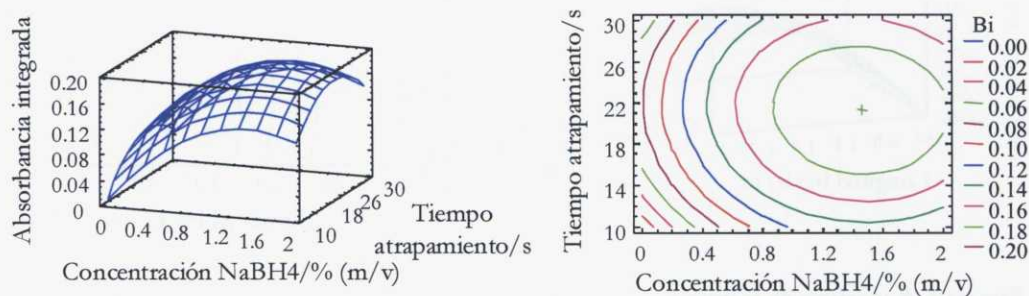 Absorbancia integrada
0.20
0.16
0.12
0.08
0.04
0
0 0.4 0.8 1.2 1.6 2
10 18 26 30
Tiempo
atrapamiento/s
Concentración NaBH4/% (m/v)
Tiempo atrapamiento/s
30
26
22
18
14
10
0 0.4 0.8 1.2 1.6 2
Concentración NaBH4/% (m/v)
Bi
0.00
0.02
0.04
0.06
0.08
0.10
0.12
0.14
0.16
0.18
0.20